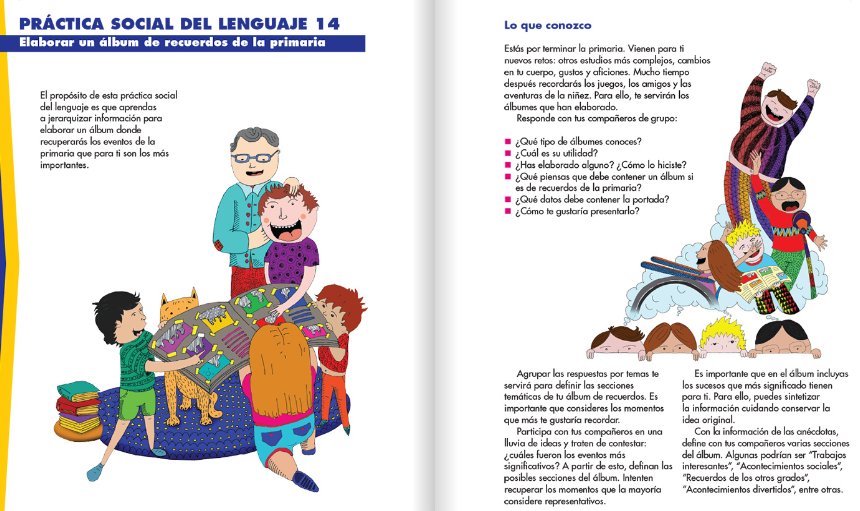 PRÁCTICA SOCIAL DEL LENGUAJE 14
Elaborar un álbum de recuerdos de la primaria
El propósito de esta práctica social
del lenguaje es que aprendas
a jerarquizar información para
elaborar un álbum donde
recuperarás los eventos de la
primaria que para ti son los más
importantes.
Lo que conozco
Estás por terminar la primaria. Vienen para ti
nuevos retos: otros estudios más complejos, cambios
en tu cuerpo, gustos y aficiones. Mucho tiempo
después recordarás los juegos, los amigos y las
aventuras de la niñez. Para ello, te servirán los
álbumes que han elaborado.
Responde con tus compañeros de grupo:
¿Qué tipo de álbumes conoces?
¿Cuál es su utilidad?
¿Has elaborado alguno? ¿Cómo lo hiciste?
¿Qué piensas que debe contener un álbum si
es de recuerdos de la primaria?
¿Qué datos debe contener la portada?
¿Cómo te gustaría presentarlo?
Agrupar las respuestas por temas te
servirá para definir las secciones
temáticas de tu álbum de recuerdos. Es
importante que consideres los momentos
que más te gustaría recordar.
Participa con tus compañeros en una
lluvia de ideas y traten de contestar:
¿cuáles fueron los eventos más
significativos? A partir de esto, definan las
posibles secciones del álbum. Intenten
recuperar los momentos que la mayoría
considere representativos.
Es importante que en el álbum incluyas
los sucesos que más significado tienen
para ti. Para ello, puedes sintetizar
la información cuidando conservar la
idea original.
Con la información de las anécdotas,
define con tus compañeros varias secciones
del álbum. Algunas podrían ser "Trabajos
interesantes", "Acontecimientos sociales",
"Recuerdos de los otros grados",
"Acontecimientos divertidos", entre otras.